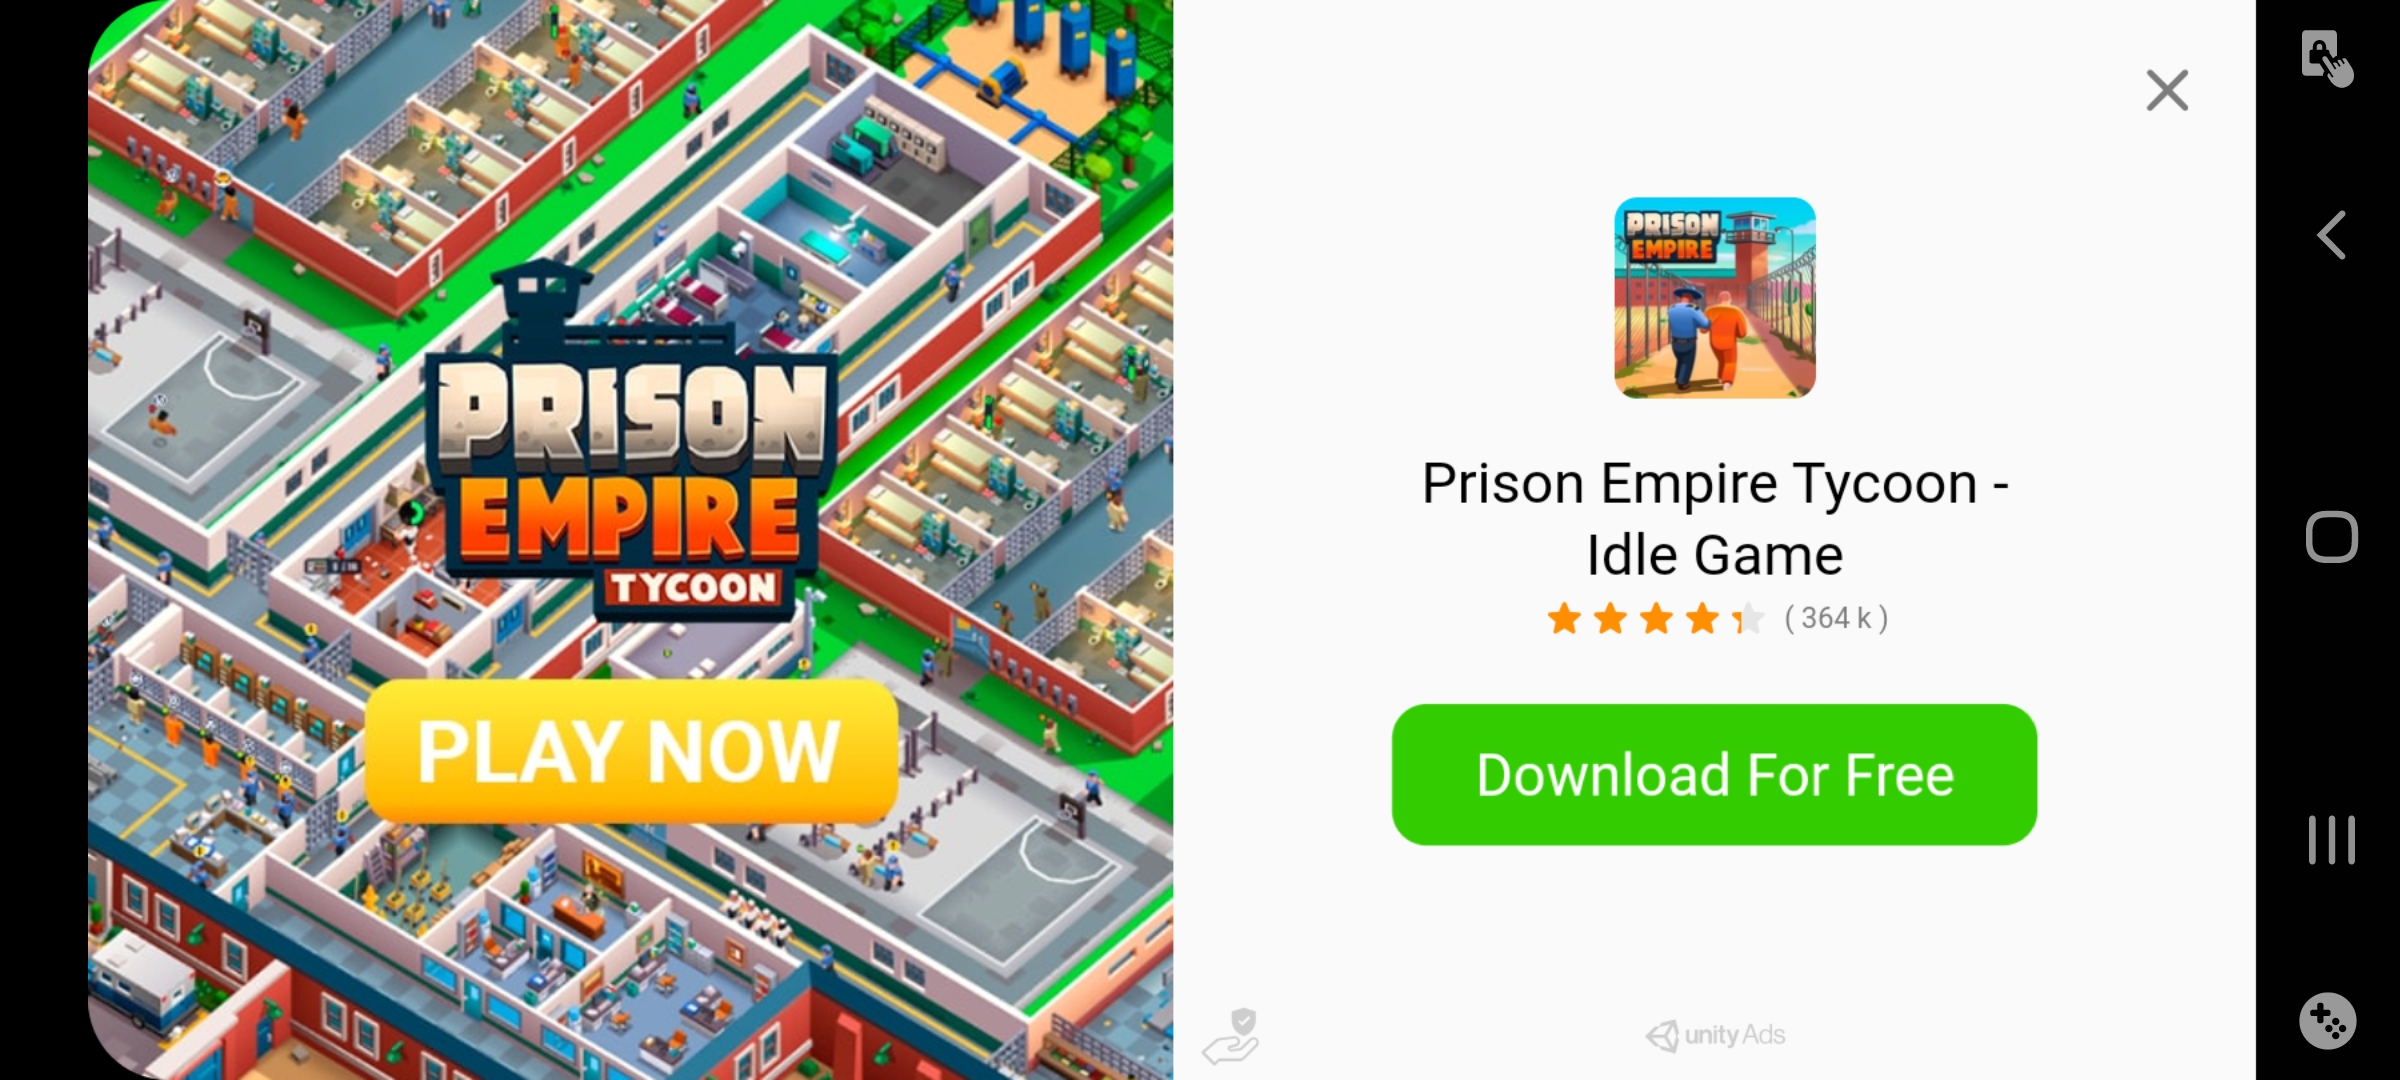 PRISON
EMPIRE
TYCOON
PLAY NOW
PRISON
EMPIRE
Prison Empire Tycoon -
Idle Game
( 364 k )
Download For Free
unity Ads